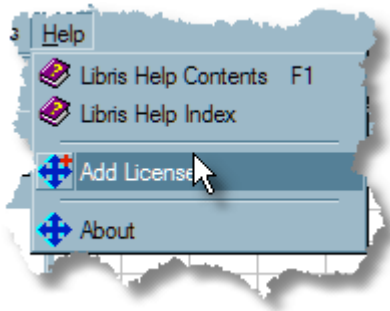 Help
Libris Help Contents F1
Libris Help Index
Add License
About